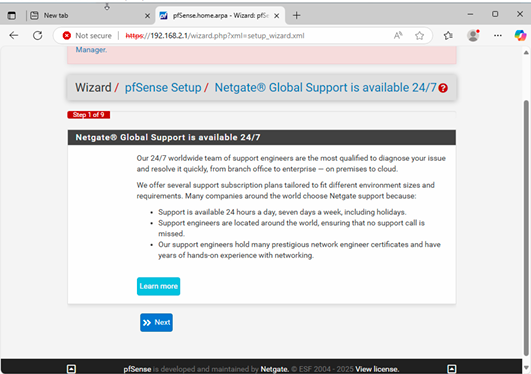 New tab
pfSense.home.arpa - Wizard: pfSe
Not secure
https://192.168.2.1/wizard.php?xml=setup_wizard.xml
Manager.
Wizard / pfSense Setup / Netgate® Global Support is available 24/7
Step 1 of 9
Netgate® Global Support is available 24/7
Our 24/7 worldwide team of support engineers are the most qualified to diagnose your issue
and resolve it quickly, from branch office to enterprise — on premises to cloud.
We offer several support subscription plans tailored to fit different environment sizes and
requirements. Many companies around the world choose Netgate support because:
• Support is available 24 hours a day, seven days a week, including holidays.
• Support engineers are located around the world, ensuring that no support call is
missed.
• Our support engineers hold many prestigious network engineer certificates and have
years of hands-on experience with networking.
Learn more
Next
pfSense is developed and maintained by Netgate. © ESF 2004 - 2025 View license.